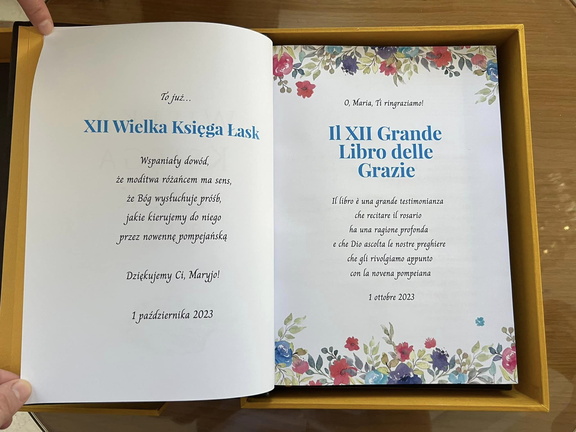 To już...
XII Wielka Księga Łask
Wspaniały dowód,
że modlitwa różańcem ma sens,
że Bóg wysłuchuje próśb,
jakie kierujemy do niego
przez nowennę pompejańską
Dziękujemy Ci, Maryjo!
1 października 2023
O, Maria, Ti ringraziamo!
Il XII Grande
Libro delle
Grazie
Il libro è una grande testimonianza
che recitare il rosario
ha una ragione profonda
e che Dio ascolta le nostre preghiere
che gli rivolgiamo appunto
con la novena pompeiana
1 ottobre 2023